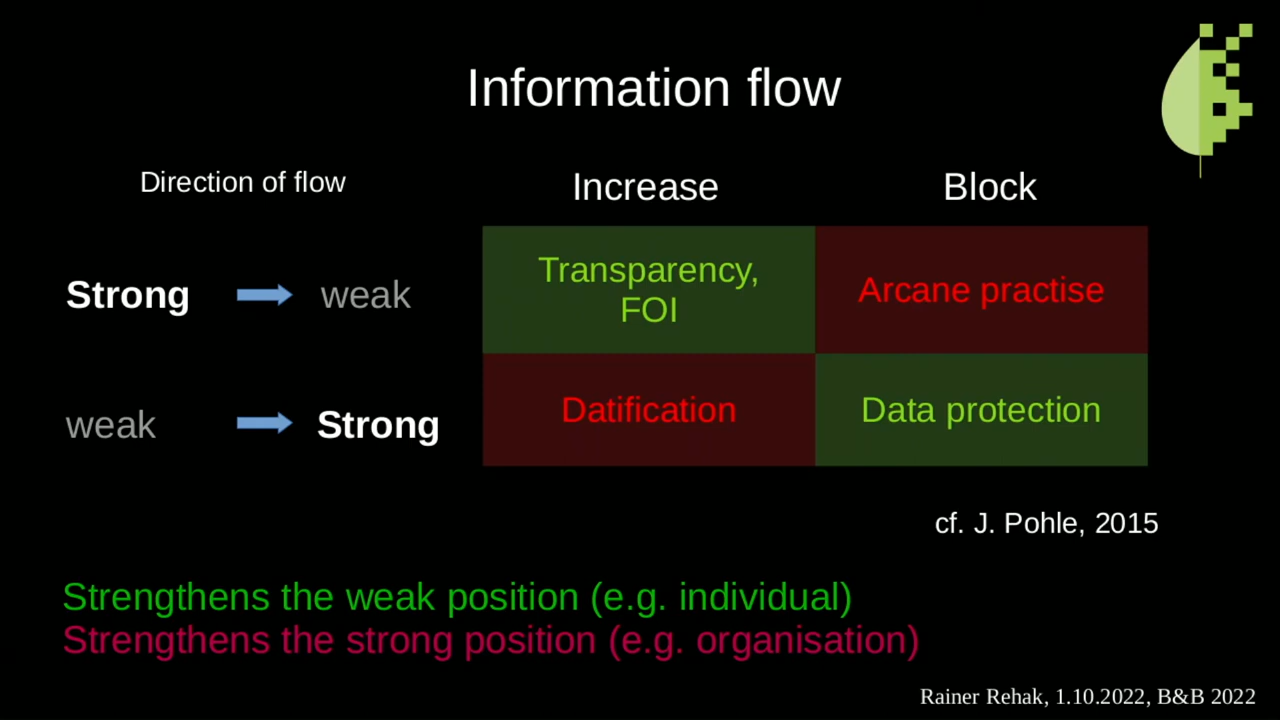 Information flow
Direction of flow
Increase
Block
Strong
weak
Transparency,
FOI
Arcane practise
weak
Strong
Datification
Data protection
cf. J. Pohle, 2015
Strengthens the weak position (e.g. individual)
Strengthens the strong position (e.g. organisation)
Rainer Rehak, 1.10.2022, B&B 2022